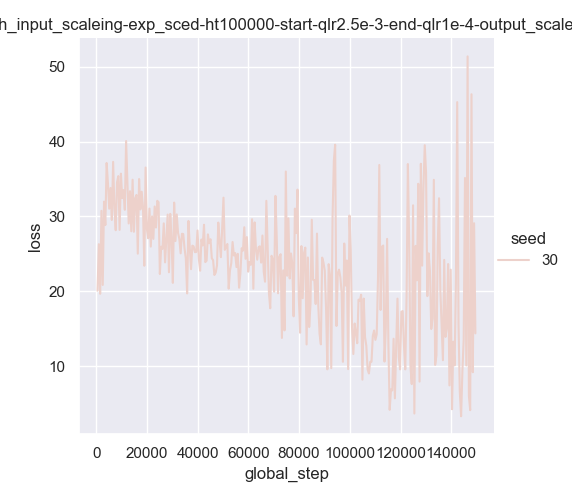 h_input_scaleing-exp_sced-ht100000-start-qlr2.5e-3-end-qlr1e-4-output_scale
50
40
30
20
10
loss
seed
30
0 20000 40000 60000 80000 100000 120000 140000
global_step